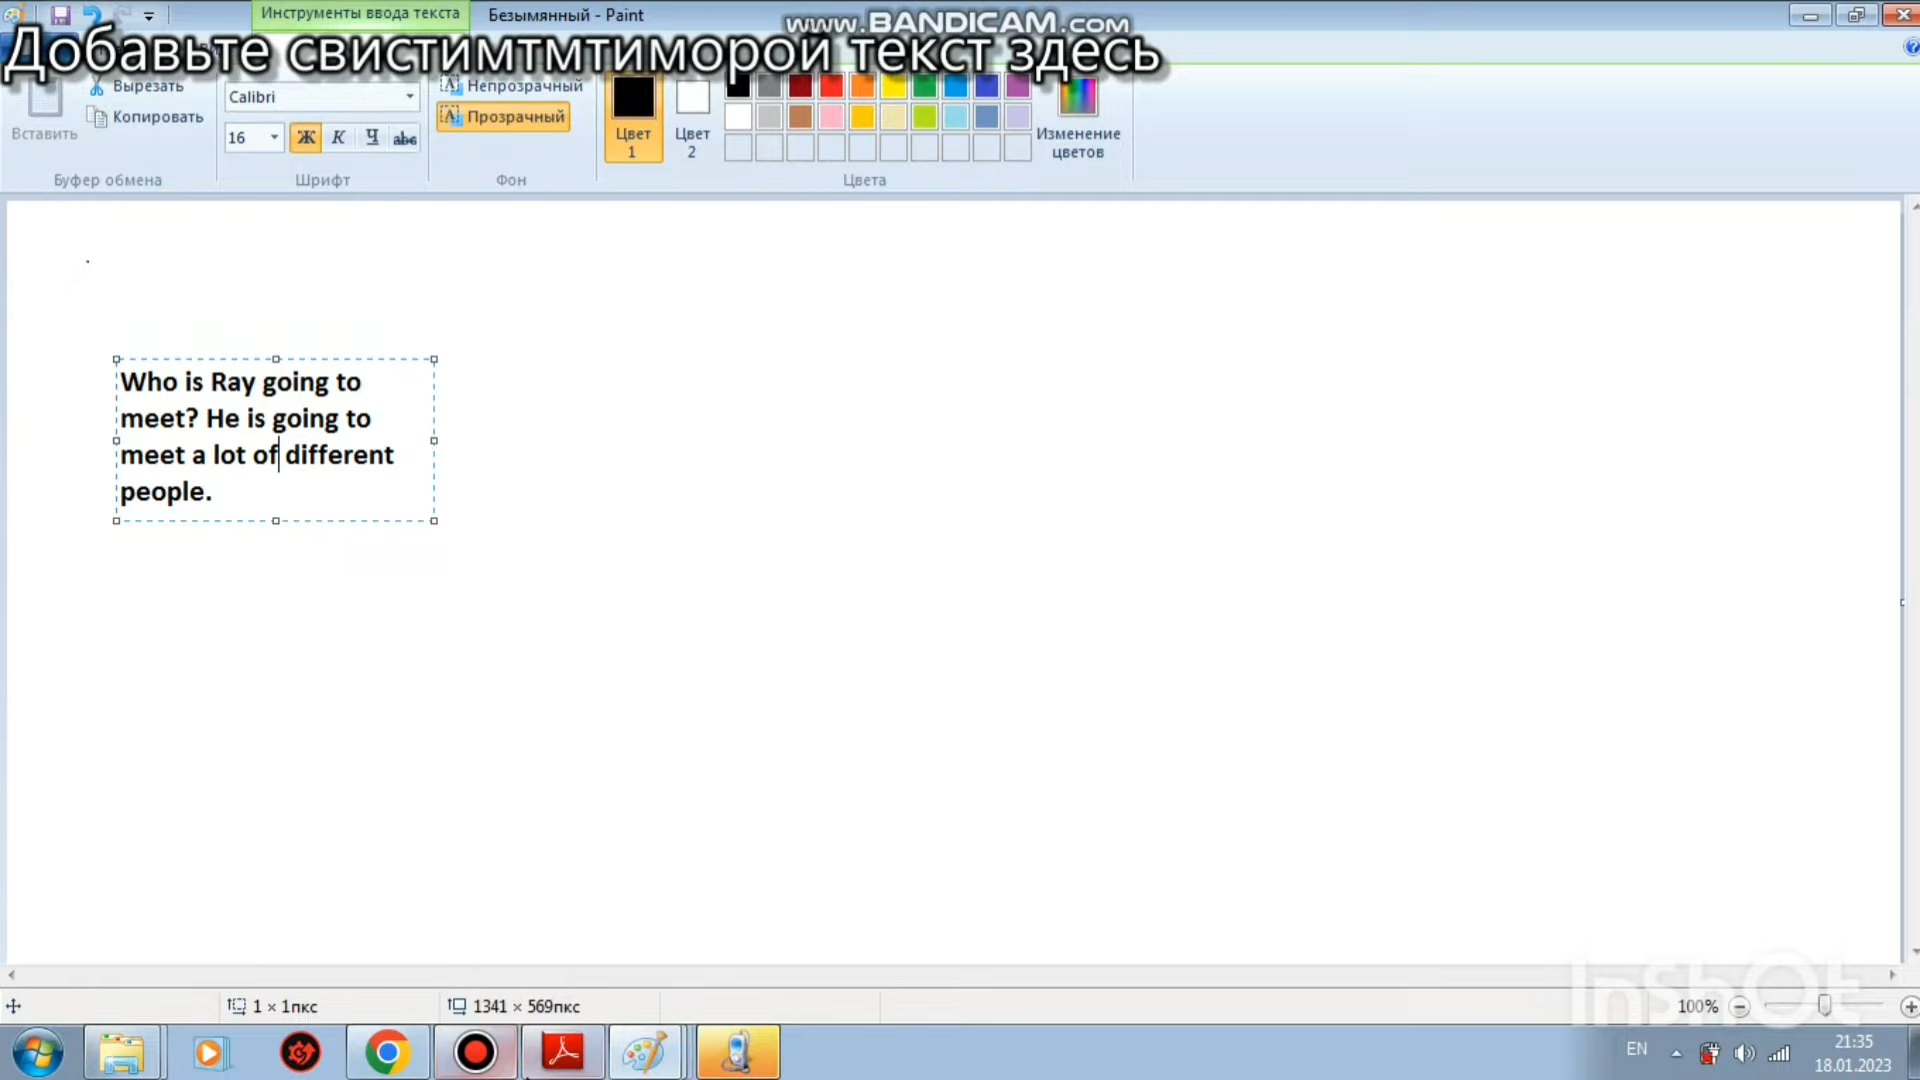 Инструменты ввода текста
Безымянный - Paint
www.BANDICAM.com
Добавьте свистимтмтиморой текст здесь
Вставить
Вырезать
Копировать
Буфер обмена
Calibri
16
Ж К Ч abc
Шрифт
Непрозрачный
Прозрачный
Фон
Цвет 1
Цвет 2
Изменение цветов
Цвета
Who is Ray going to
meet? He is going to
meet a lot of different
people.
1 × 1пкс
1341 × 569пкс
100%
InShOt
EN
21:35
18.01.2023